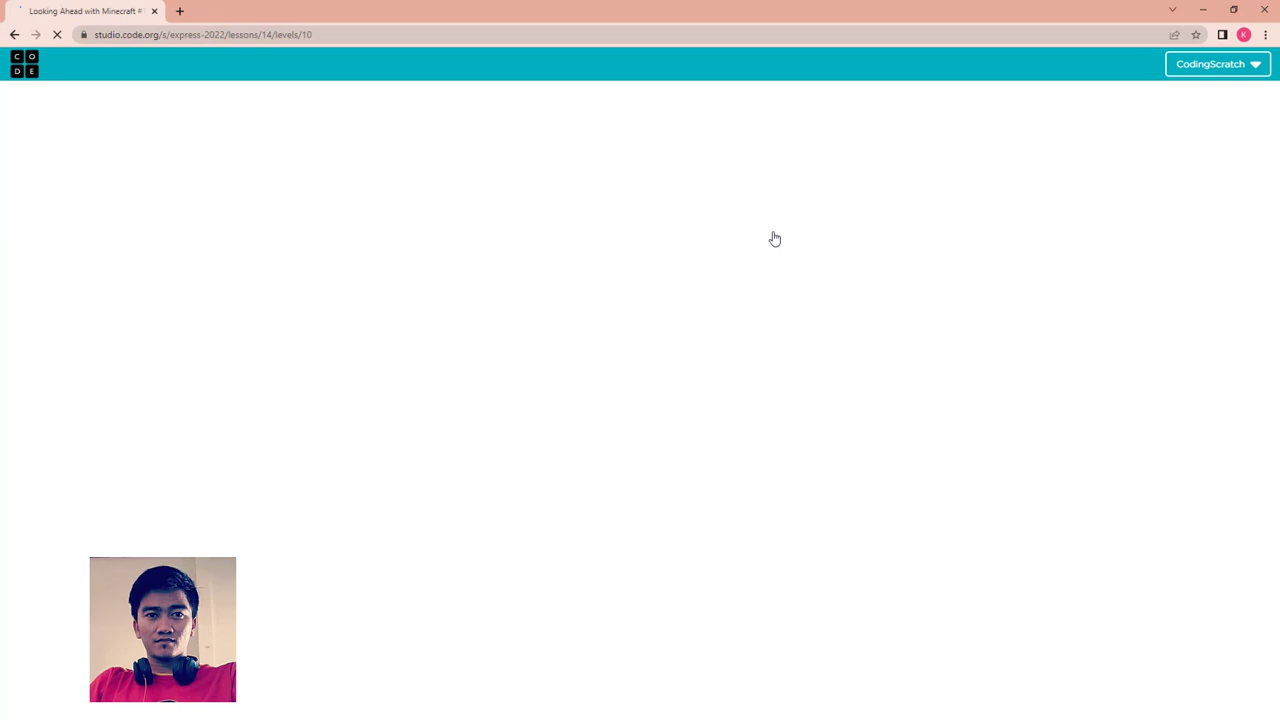 Looking Ahead with Minecraft #
studio.code.org/s/express-2022/lessons/14/levels/10
K
C O
D E
CodingScratch